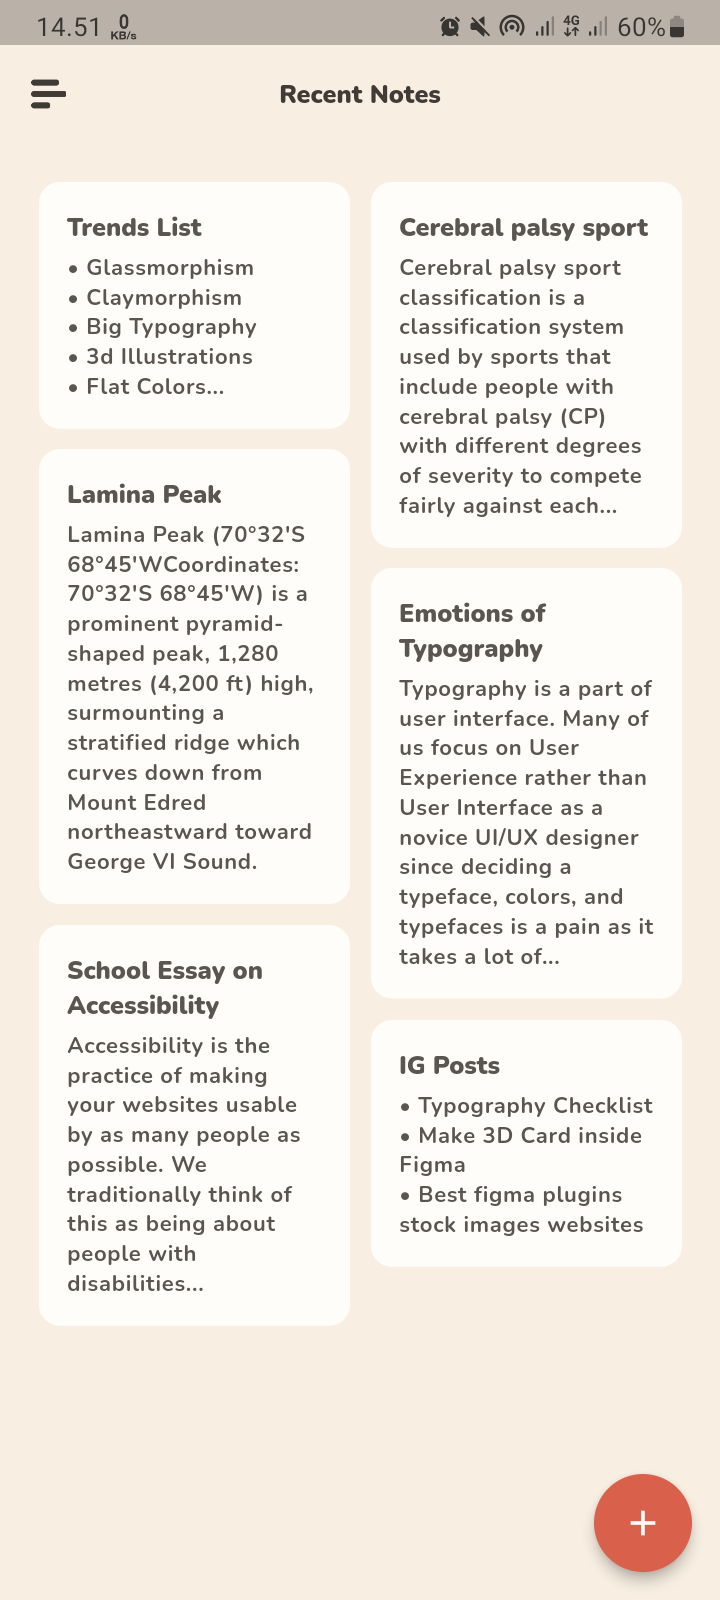 14.51 0 KB/s 4G 60%
Recent Notes
Trends List
• Glassmorphism
• Claymorphism
• Big Typography
• 3d Illustrations
• Flat Colors...
Lamina Peak
Lamina Peak (70°32'S
68°45'WCoordinates:
70°32'S 68°45'W) is a
prominent pyramid-
shaped peak, 1,280
metres (4,200 ft) high,
surmounting a
stratified ridge which
curves down from
Mount Edred
northeastward toward
George VI Sound.
School Essay on
Accessibility
Accessibility is the
practice of making
your websites usable
by as many people as
possible. We
traditionally think of
this as being about
people with
disabilities...
Cerebral palsy sport
Cerebral palsy sport
classification is a
classification system
used by sports that
include people with
cerebral palsy (CP)
with different degrees
of severity to compete
fairly against each...
Emotions of
Typography
Typography is a part of
user interface. Many of
us focus on User
Experience rather than
User Interface as a
novice UI/UX designer
since deciding a
typeface, colors, and
typefaces is a pain as it
takes a lot of...
IG Posts
• Typography Checklist
• Make 3D Card inside
Figma
• Best figma plugins
stock images websites